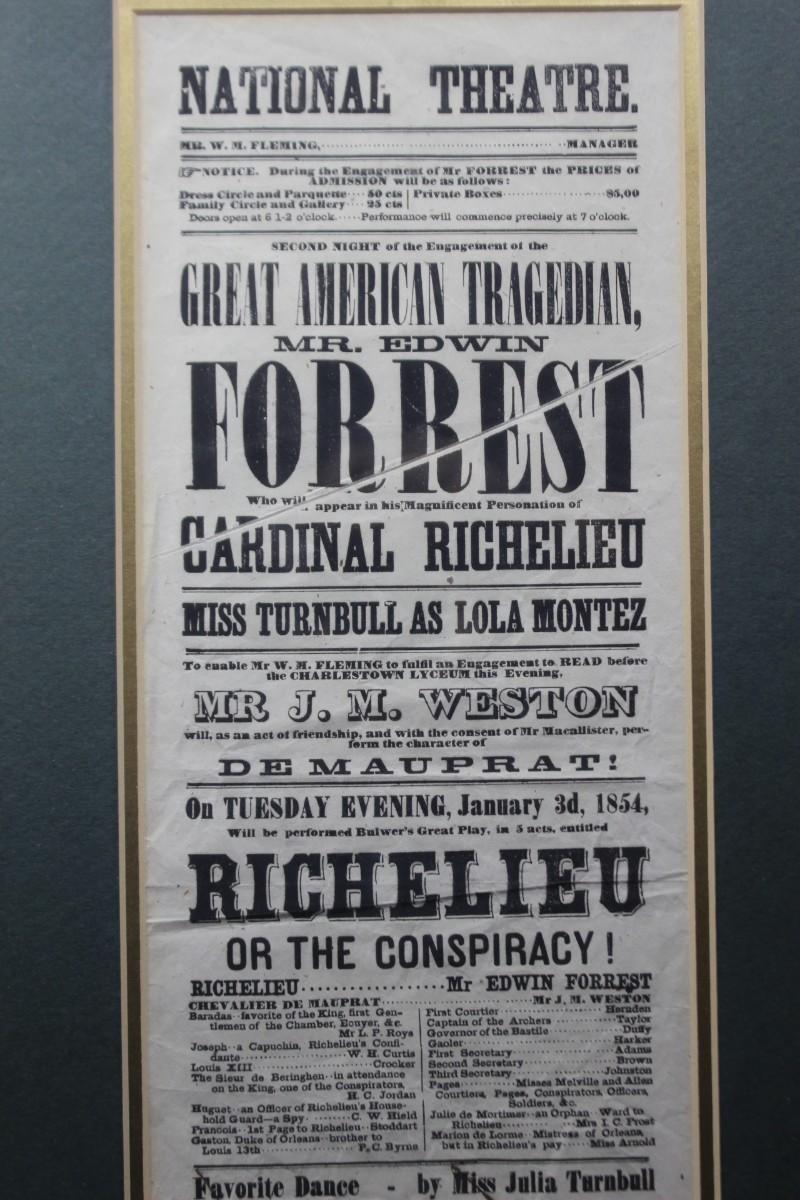 NATIONAL THEATRE.
MR. W. M. FLEMING, MANAGER
☞NOTICE. During the Engagement of Mr FORREST the PRICES of
ADMISSION will be as follows:
Dress Circle and Parquette 50 cts | Private Boxes $5,00
Family Circle and Gallery 25 cts
Doors open at 6 1-2 o'clock. Performance will commence precisely at 7 o'clock.
SECOND NIGHT of the Engagement of the
GREAT AMERICAN TRAGEDIAN,
MR. EDWIN
FORREST
Who will appear in his Magnificent Personation of
CARDINAL RICHELIEU
MISS TURNBULL AS LOLA MONTEZ
To enable Mr W. M. FLEMING to fulfil an Engagement to READ before
the CHARLESTOWN LYCEUM this Evening,
MR J. M. WESTON
will, as an act of friendship, and with the consent of Mr Macallister, per-
form the character of
DE MAUPRAT!
On TUESDAY EVENING, January 3d, 1854,
Will be performed Bulwer's Great Play, in 5 acts, entitled
RICHELIEU
OR THE CONSPIRACY!
RICHELIEU Mr EDWIN FORREST
CHEVALIER DE MAUPRAT Mr J. M. WESTON
Baradas favorite of the King, first Gen-
tlemen of the Chamber, Ecuyer, &c.
Mr L. P. Roys
Joseph a Capuchin, Richelieu's Confi-
dante W. H. Curtis
Louis XIII Crocker
The Sieur de Beringhen in attendance
on the King, one of the Conspirators,
H. C. Jordan
Huguet an Officer of Richelieu's House-
hold Guard—a Spy C. W. Hield
Francois 1st Page to Richelieu Stoddart
Gaston, Duke of Orleans brother to
Louis 13th P. C. Byrne
First Courtier Hernden
Captain of the Archers Taylor
Governor of the Bastile Duffy
Gaoler Harker
First Secretary Adams
Second Secretary Brown
Third Secretary Johnston
Pages Misses Melville and Allen
Courtiers, Pages, Conspirators, Officers,
Soldiers, &c.
Julie de Mortimer an Orphan Ward to
Richelieu Mrs I. C. Frost
Marion de Lorme Mistress of Orleans,
but in Richelieu's pay Miss Arnold
Favorite Dance - by Miss Julia Turnbull